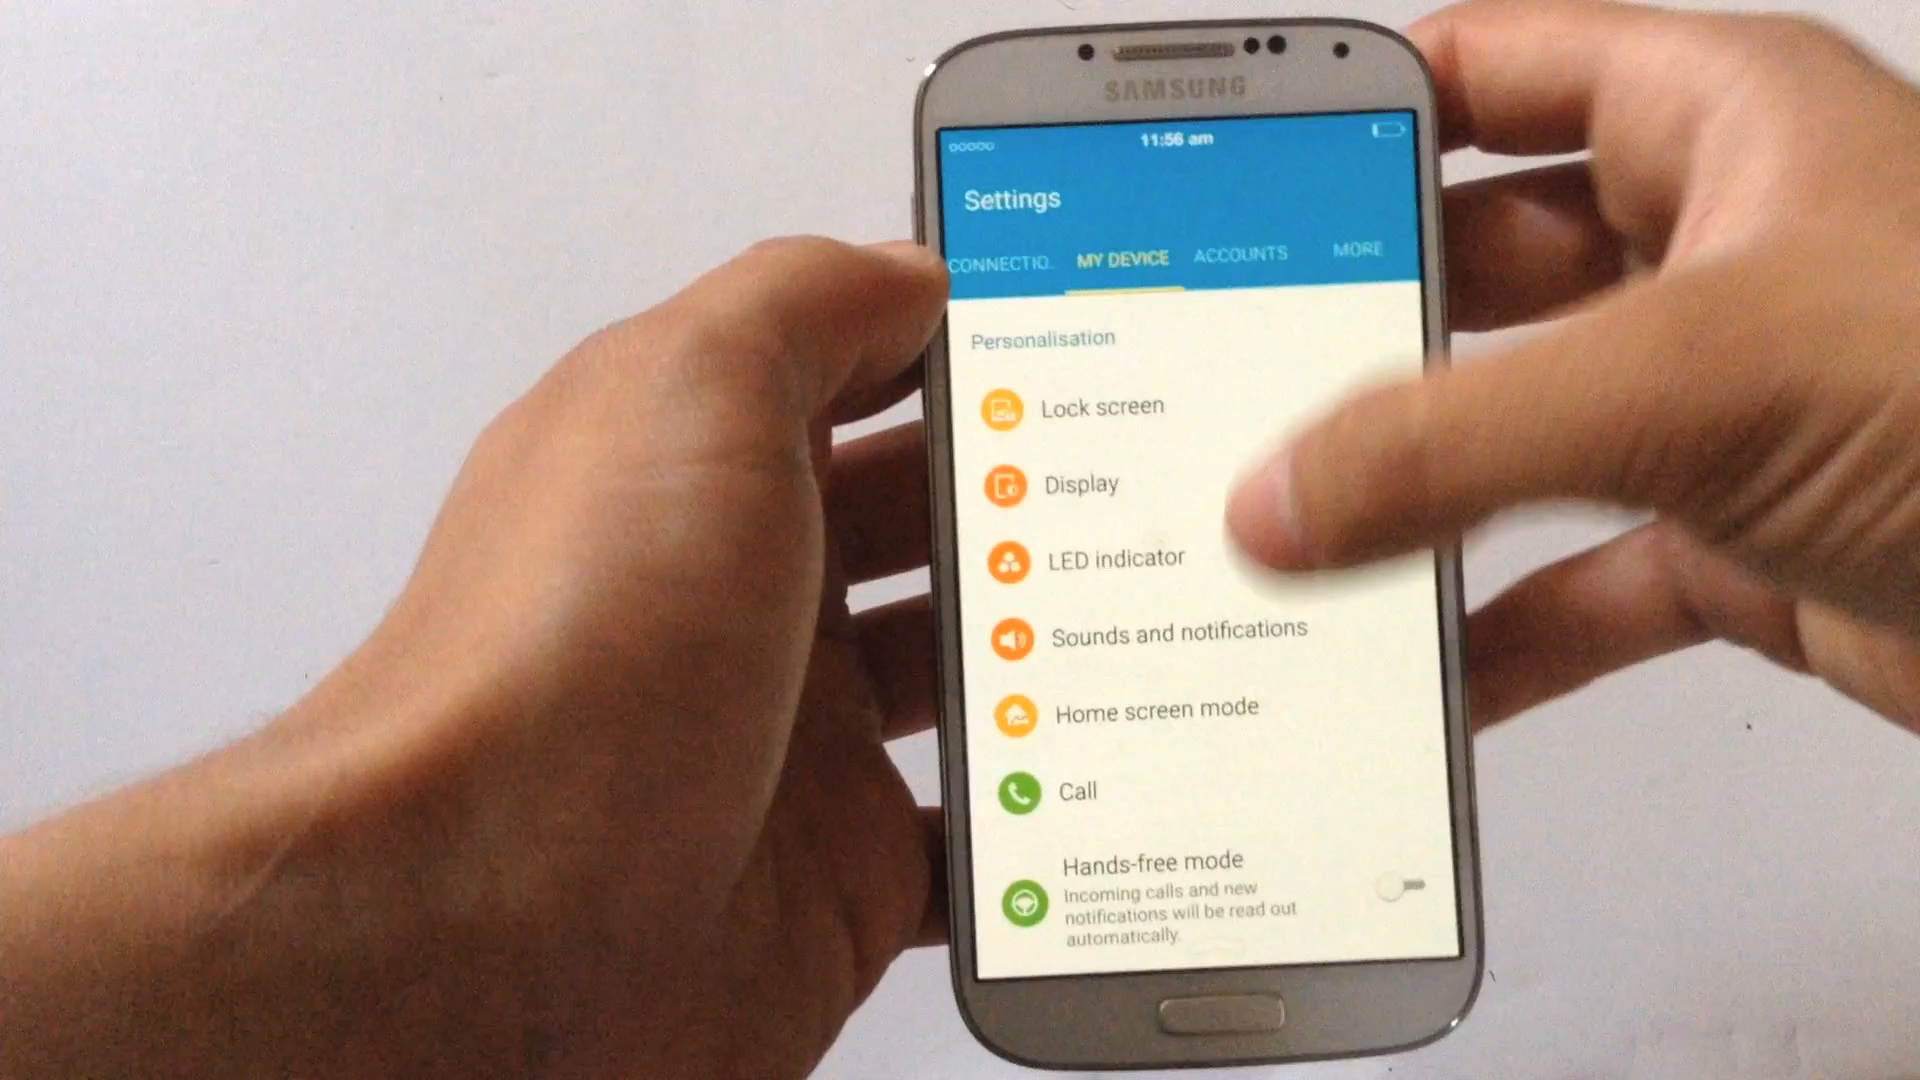 SAMSUNG
11:56 am
Settings
CONNECTIO.. MY DEVICE ACCOUNTS MORE
Personalisation
Lock screen
Display
LED indicator
Sounds and notifications
Home screen mode
Call
Hands-free mode
Incoming calls and new
notifications will be read out
automatically.